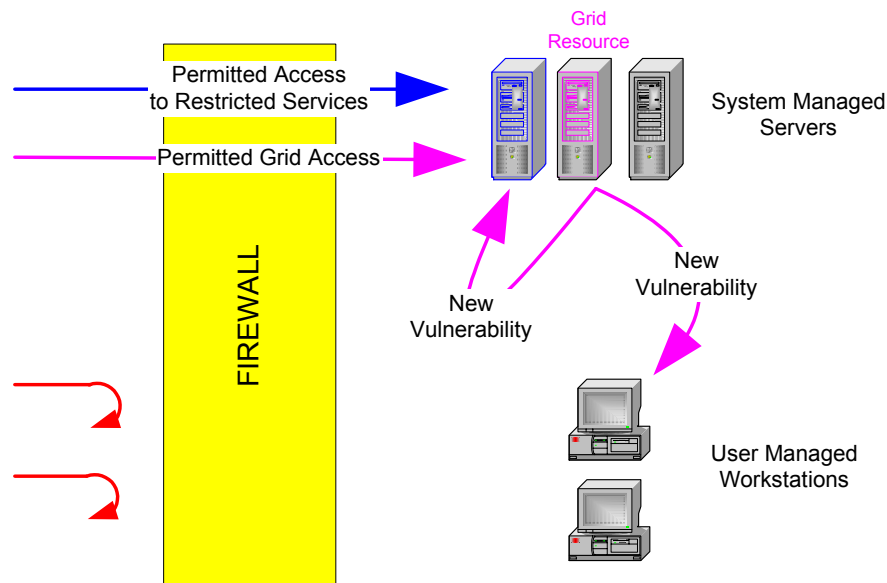 Grid
Resource
Permitted Access
to Restricted Services
System Managed
Servers
Permitted Grid Access
FIREWALL
New
Vulnerability
New
Vulnerability
User Managed
Workstations